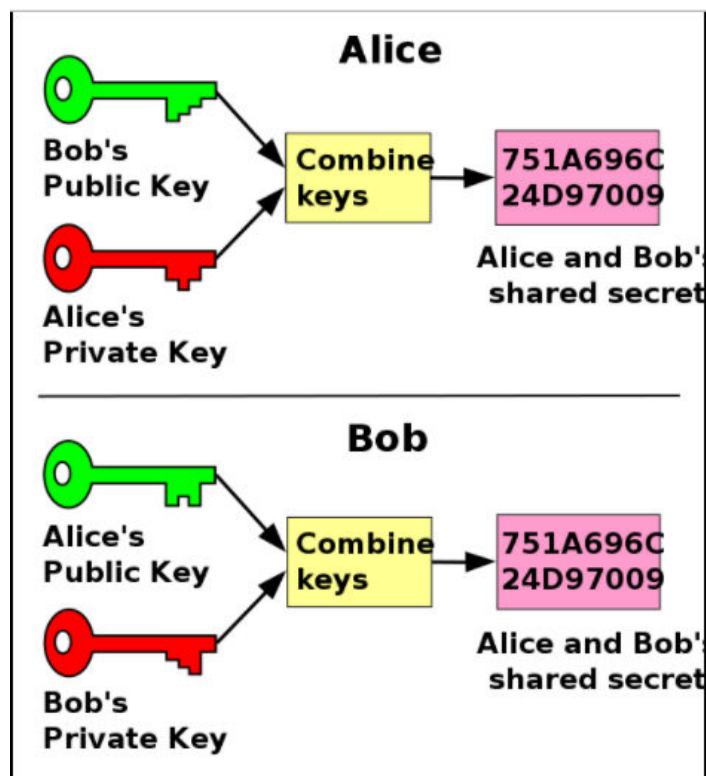 Alice
Bob's
Public Key
Combine
keys
751A696C
24D97009
Alice's
Private Key
Alice and Bob's
shared secret
Bob
Alice's
Public Key
Combine
keys
751A696C
24D97009
Bob's
Private Key
Alice and Bob's
shared secret